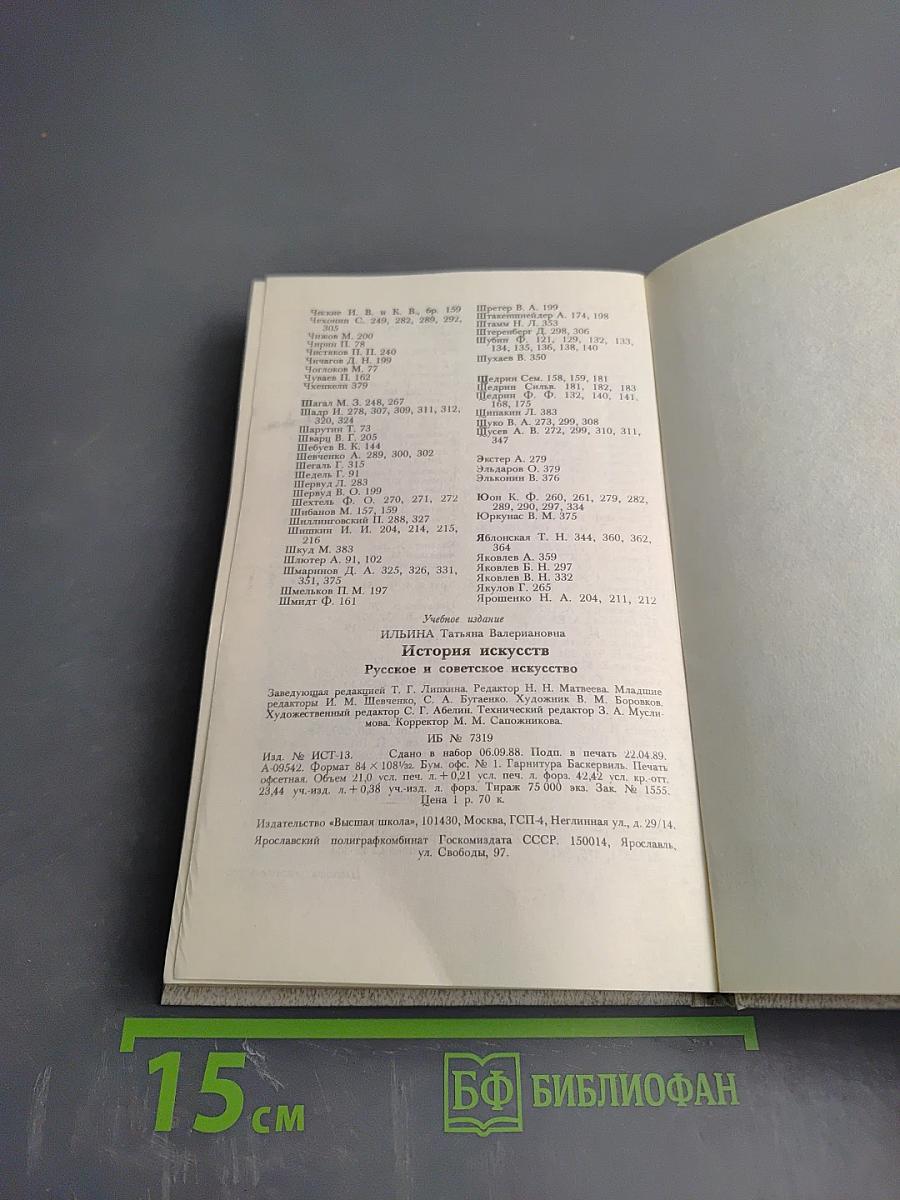 Ческие И. В. и К. В., бр. 159
Чехонин С. 249, 282, 289, 292,
305
Чижов М. 200
Чирин П. 78
Чистяков П. П. 240
Чичагов Д. Н. 199
Чоглоков М. 77
Чуваев П. 162
Чхенкели 379
Шагал М. З. 248, 267
Шадр И. 278, 307, 309, 311, 312,
320, 324
Шарутин Т. 73
Шварц В. Г. 205
Шебуев В. К. 144
Шевченко А. 289, 300, 302
Шегаль Г. 315
Шедель Г. 91
Шервуд Л. 283
Шервуд В. О. 199
Шехтель Ф. О. 270, 271, 272
Шибанов М. 157, 159
Шиллинговский П. 288, 327
Шишкин И. И. 204, 214, 215,
216
Шкуд М. 383
Шлютер А. 91, 102
Шмаринов Д. А. 325, 326, 331,
351, 375
Шмельков П. М. 197
Шмидт Ф. 161
Шретер В. А. 199
Штакеншнейдер А. 174, 198
Штамм Н. Л. 353
Штеренберг Д. 298, 306
Шубин Ф. 121, 129, 132, 133,
134, 135, 136, 138, 140
Шухаев В. 350
Щедрин Сем. 158, 159, 181
Щедрин Сильв. 181, 182, 183
Щедрин Ф. Ф. 132, 140, 141,
168, 175
Щипакин Л. 383
Щуко В. А. 273, 299, 308
Щусев А. В. 272, 299, 310, 311,
347
Экстер А. 279
Эльдаров О. 379
Эльконин В. 376
Юон К. Ф. 260, 261, 279, 282,
289, 290, 297, 334
Юркунас В. М. 375
Яблонская Т. Н. 344, 360, 362,
364
Яковлев А. 359
Яковлев Б. Н. 297
Яковлев В. Н. 332
Якулов Г. 265
Ярошенко Н. А. 204, 211, 212
Учебное издание
ИЛЬИНА Татьяна Валериановна
История искусств
Русское и советское искусство
Заведующая редакцией Т. Г. Липкина. Редактор Н. Н. Матвеева. Младшие
редакторы И. М. Шевченко, С. А. Бугаенко. Художник В. М. Боровков.
Художественный редактор С. Г. Абелин. Технический редактор З. А. Мусли-
мова. Корректор М. М. Сапожникова.
ИБ № 7319
Изд. № ИСТ-13. Сдано в набор 06.09.88. Подп. в печать 22.04.89.
А-09542. Формат 84×108¹/₃₂. Бум. офс. № 1. Гарнитура Баскервиль. Печать
офсетная. Объем 21,0 усл. печ. л.+0,21 усл. печ. л. форз. 42,42 усл. кр.-отт.
23,44 уч.-изд. л.+0,38 уч.-изд. л. форз. Тираж 75 000 экз. Зак. № 1555.
Цена 1 р. 70 к.
Издательство «Высшая школа», 101430, Москва, ГСП-4, Неглинная ул., д. 29/14.
Ярославский полиграфкомбинат Госкомиздата СССР. 150014, Ярославль,
ул. Свободы, 97.
15 см
БФ БИБЛИОФАН